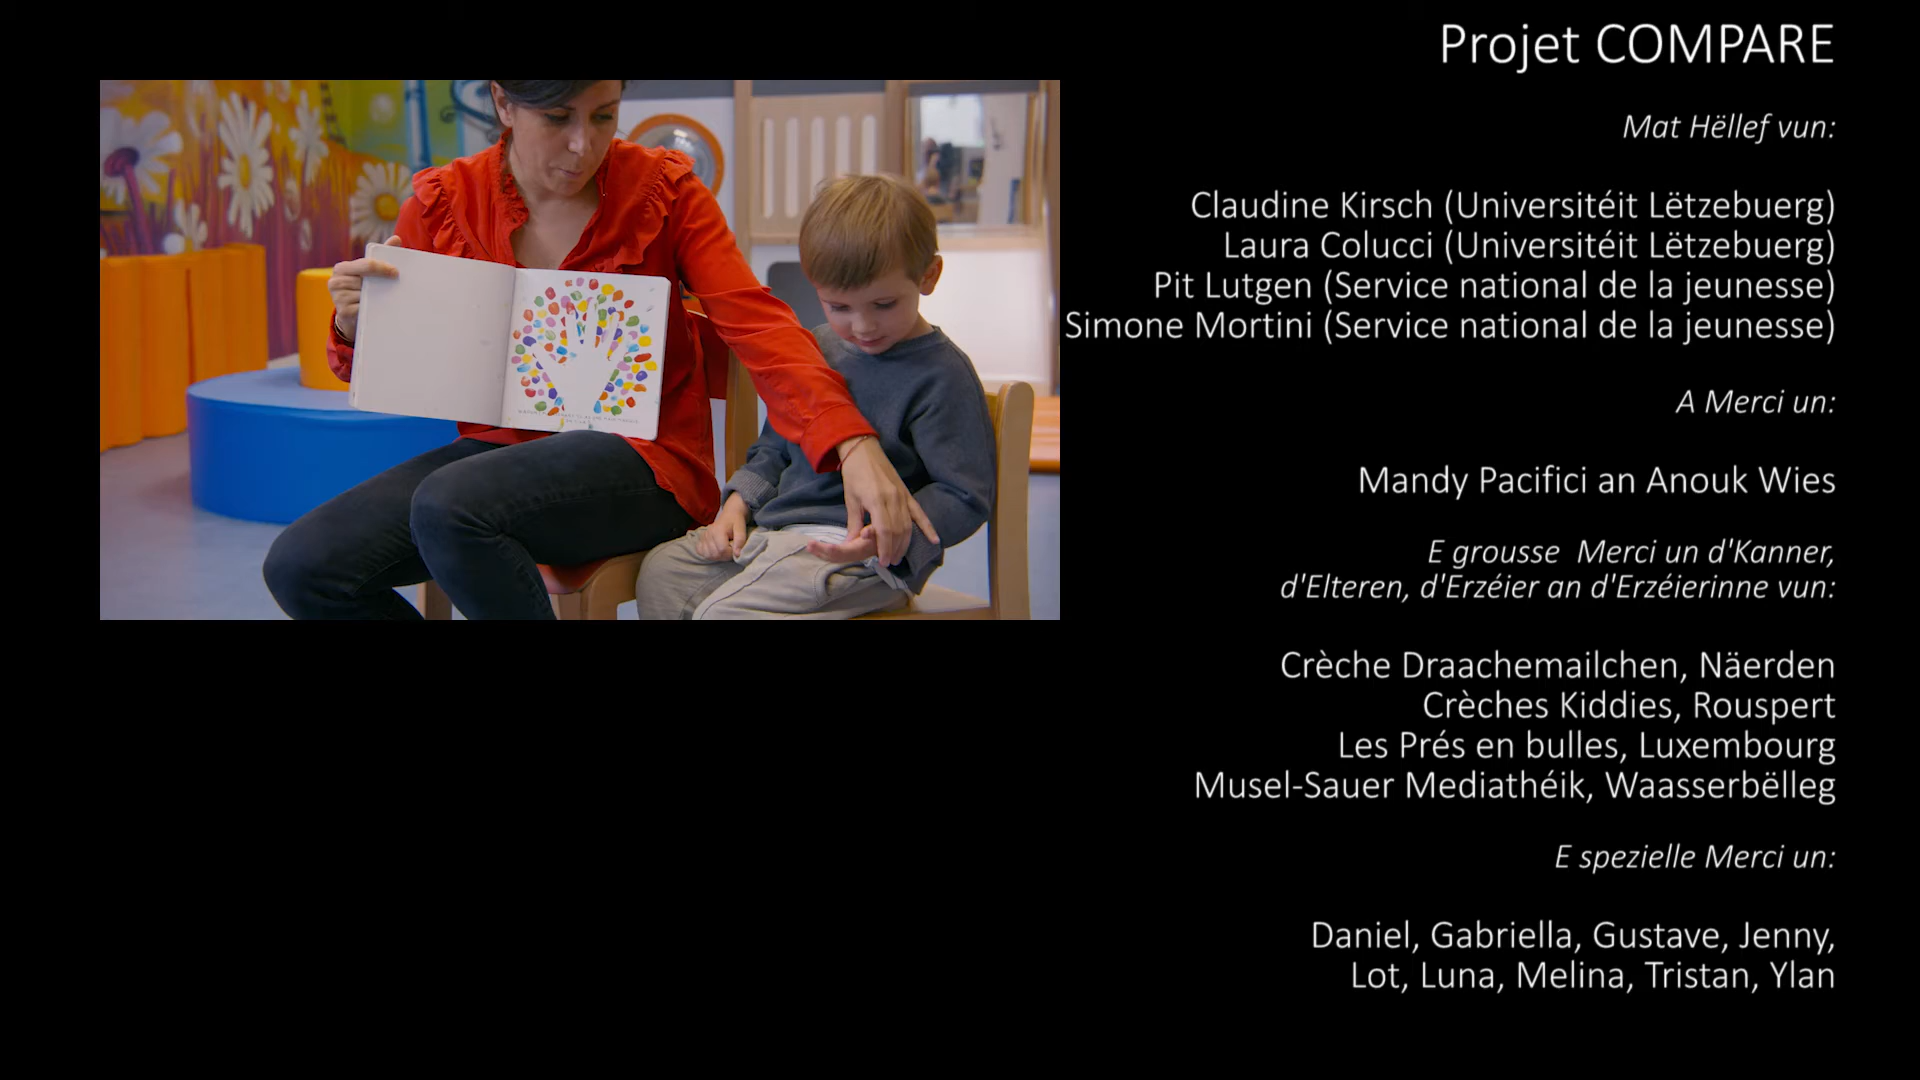 Projet COMPARE
Mat Hëllef vun:
Claudine Kirsch (Universitéit Lëtzebuerg)
Laura Colucci (Universitéit Lëtzebuerg)
Pit Lutgen (Service national de la jeunesse)
Simone Mortini (Service national de la jeunesse)
A Merci un:
Mandy Pacifici an Anouk Wies
E grousse  Merci un d'Kanner,
d'Elteren, d'Erzéier an d'Erzéierinne vun:
Crèche Draachemailchen, Näerden
Crèches Kiddies, Rouspert
Les Prés en bulles, Luxembourg
Musel-Sauer Mediathéik, Waasserbëlleg
E spezielle Merci un:
Daniel, Gabriella, Gustave, Jenny,
Lot, Luna, Melina, Tristan, Ylan